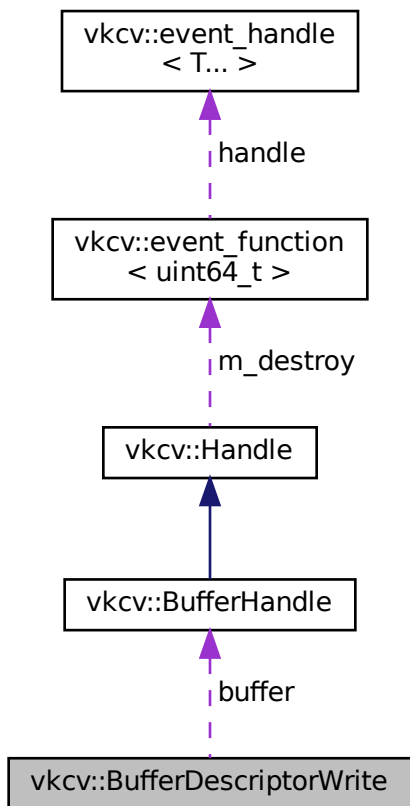 vkcv::event_handle
< T... >
handle
vkcv::event_function
< uint64_t >
m_destroy
vkcv::Handle
vkcv::BufferHandle
buffer
vkcv::BufferDescriptorWrite